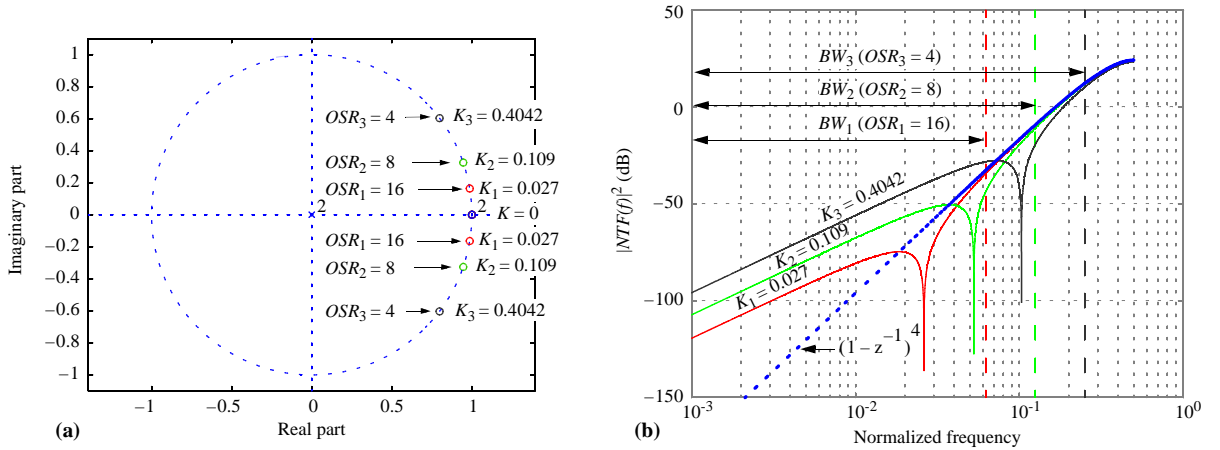 1
0.8
0.6
0.4
0.2
0
−0.2
−0.4
−0.6
−0.8
−1
Imaginary part
OSR3 = 4
K3 = 0.4042
OSR2 = 8
K2 = 0.109
OSR1 = 16
K1 = 0.027
2
2
K = 0
OSR1 = 16
K1 = 0.027
OSR2 = 8
K2 = 0.109
OSR3 = 4
K3 = 0.4042
−1
−0.5
0
0.5
1
Real part
(a)
50
0
−50
−100
−150
|NTF(f)|² (dB)
BW3 (OSR3 = 4)
BW2 (OSR2 = 8)
BW1 (OSR1 = 16)
K3 = 0.4042
K2 = 0.109
K1 = 0.027
(1 – z⁻¹)⁴
10⁻³
10⁻²
10⁻¹
10⁰
Normalized frequency
(b)